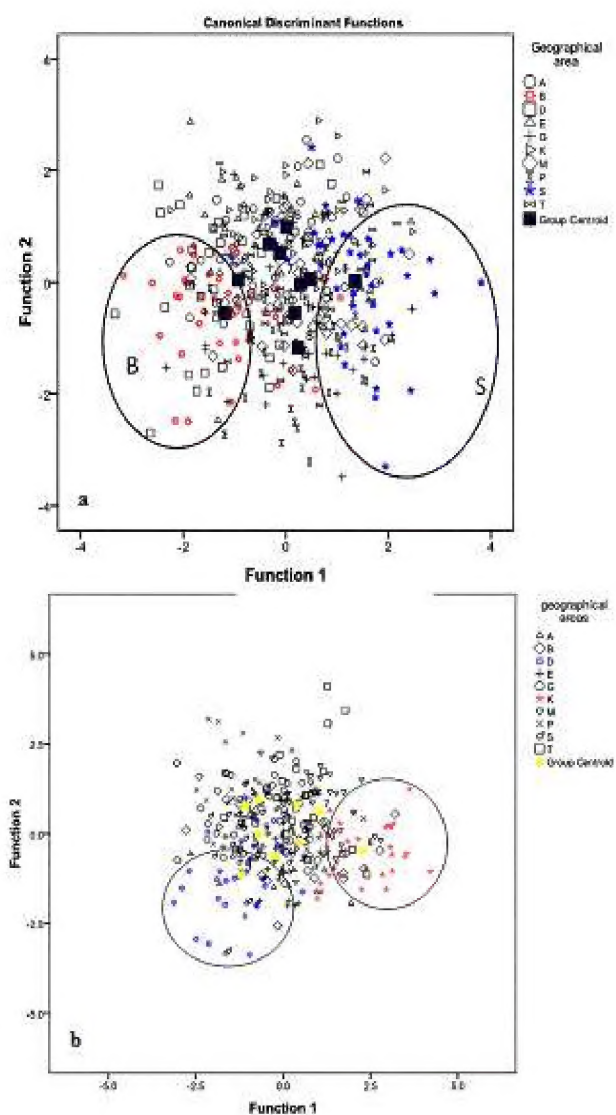 Canonical Discriminant Functions
Geographical
area
A
B
D
E
G
K
M
P
S
T
Group Centroid
Function 2
4
2
0
-2
-4
B
S
a
-4
-2
0
2
4
Function 1
geographical
areas
A
B
D
E
G
K
M
P
S
T
Group Centroid
Function 2
5.0
2.5
0.0
-2.5
-5.0
b
-5.0
-2.5
0.0
2.5
5.0
Function 1